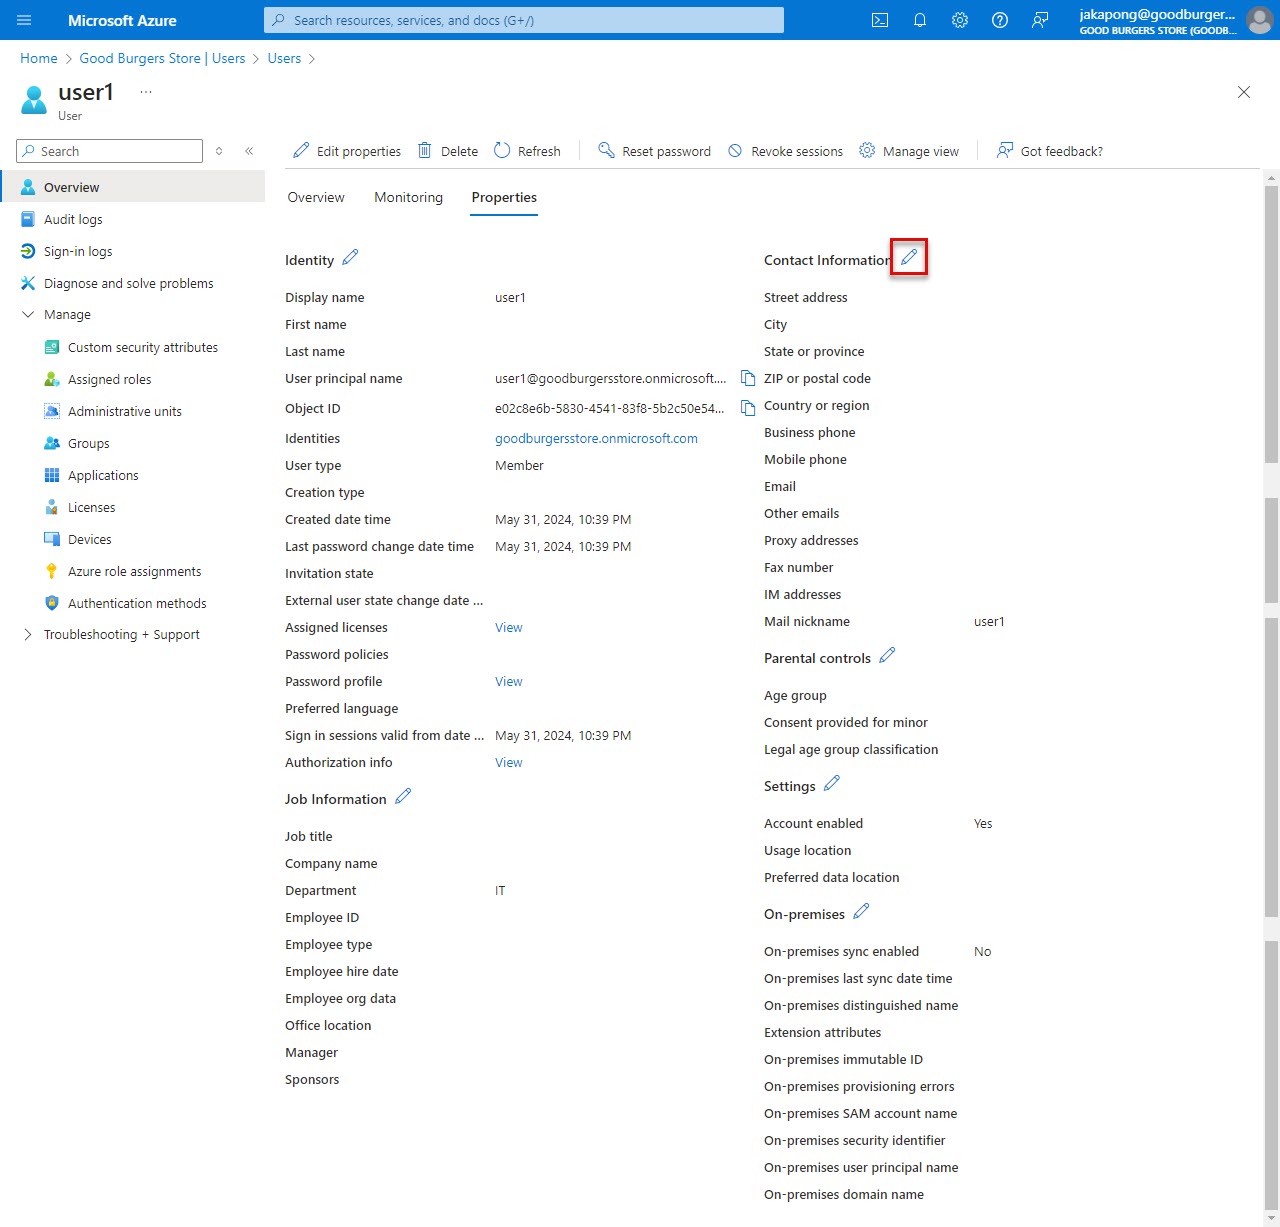 Microsoft Azure
Search resources, services, and docs (G+/)
jakapong@goodburger...
GOOD BURGERS STORE (GOODB...
Home > Good Burgers Store | Users > Users >
user1 ...
User
Search
Edit properties Delete Refresh Reset password Revoke sessions Manage view Got feedback?
Overview
Audit logs
Sign-in logs
Diagnose and solve problems
Manage
Custom security attributes
Assigned roles
Administrative units
Groups
Applications
Licenses
Devices
Azure role assignments
Authentication methods
Troubleshooting + Support
Overview Monitoring Properties
Identity
Display name user1
First name
Last name
User principal name user1@goodburgersstore.onmicrosoft....
Object ID e02c8e6b-5830-4541-83f8-5b2c50e54...
Identities goodburgersstore.onmicrosoft.com
User type Member
Creation type
Created date time May 31, 2024, 10:39 PM
Last password change date time May 31, 2024, 10:39 PM
Invitation state
External user state change date ...
Assigned licenses View
Password policies
Password profile View
Preferred language
Sign in sessions valid from date ... May 31, 2024, 10:39 PM
Authorization info View
Job Information
Job title
Company name
Department IT
Employee ID
Employee type
Employee hire date
Employee org data
Office location
Manager
Sponsors
Contact Information
Street address
City
State or province
ZIP or postal code
Country or region
Business phone
Mobile phone
Email
Other emails
Proxy addresses
Fax number
IM addresses
Mail nickname user1
Parental controls
Age group
Consent provided for minor
Legal age group classification
Settings
Account enabled Yes
Usage location
Preferred data location
On-premises
On-premises sync enabled No
On-premises last sync date time
On-premises distinguished name
Extension attributes
On-premises immutable ID
On-premises provisioning errors
On-premises SAM account name
On-premises security identifier
On-premises user principal name
On-premises domain name